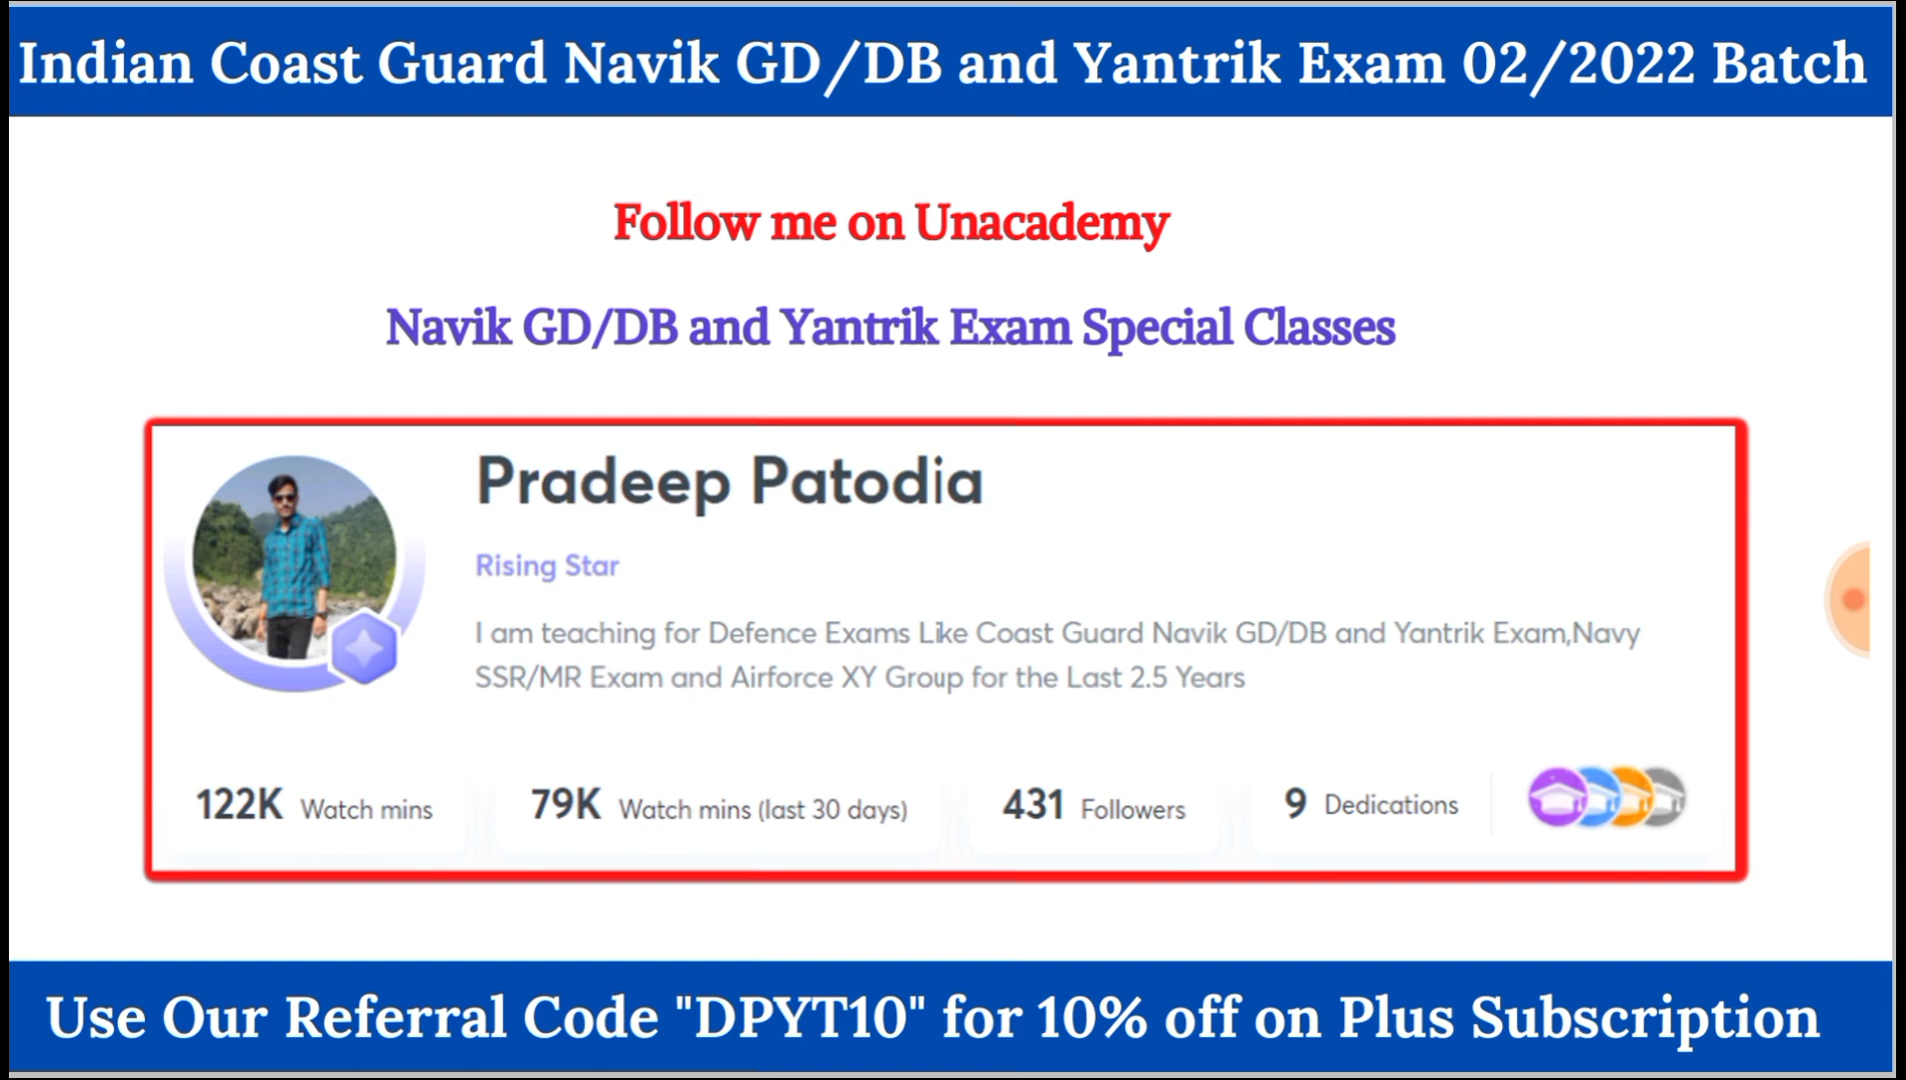 Indian Coast Guard Navik GD/DB and Yantrik Exam 02/2022 Batch
Follow me on Unacademy
Navik GD/DB and Yantrik Exam Special Classes
Pradeep Patodia
Rising Star
I am teaching for Defence Exams Like Coast Guard Navik GD/DB and Yantrik Exam,Navy
SSR/MR Exam and Airforce XY Group for the Last 2.5 Years
122K Watch mins 79K Watch mins (last 30 days) 431 Followers 9 Dedications
Use Our Referral Code "DPYT10" for 10% off on Plus Subscription